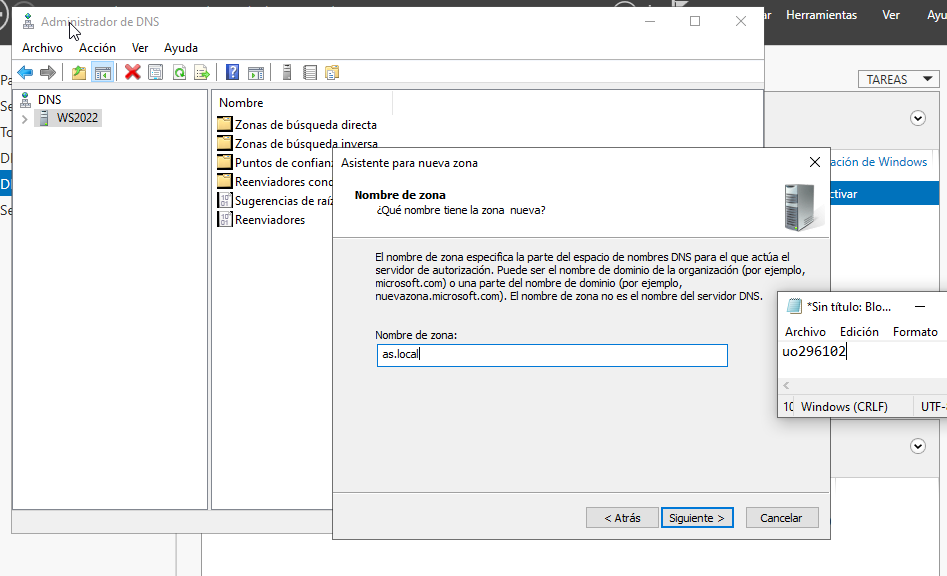 Administrador de DNS
Archivo Acción Ver Ayuda
DNS
WS2022
Nombre
Zonas de búsqueda directa
Zonas de búsqueda inversa
Puntos de confian
Reenviadores con
Sugerencias de raí
Reenviadores
Asistente para nueva zona
Nombre de zona
¿Qué nombre tiene la zona nueva?
El nombre de zona especifica la parte del espacio de nombres DNS para el que actúa el
servidor de autorización. Puede ser el nombre de dominio de la organización (por ejemplo,
microsoft.com) o una parte del nombre de dominio (por ejemplo,
nuevazona.microsoft.com). El nombre de zona no es el nombre del servidor DNS.
Nombre de zona:
as.local
< Atrás Siguiente > Cancelar
ar Herramientas Ver Ayu
TAREAS
ación de Windows
ctivar
*Sin título: Blo...
Archivo Edición Formato
uo296102
10 Windows (CRLF) UTF-